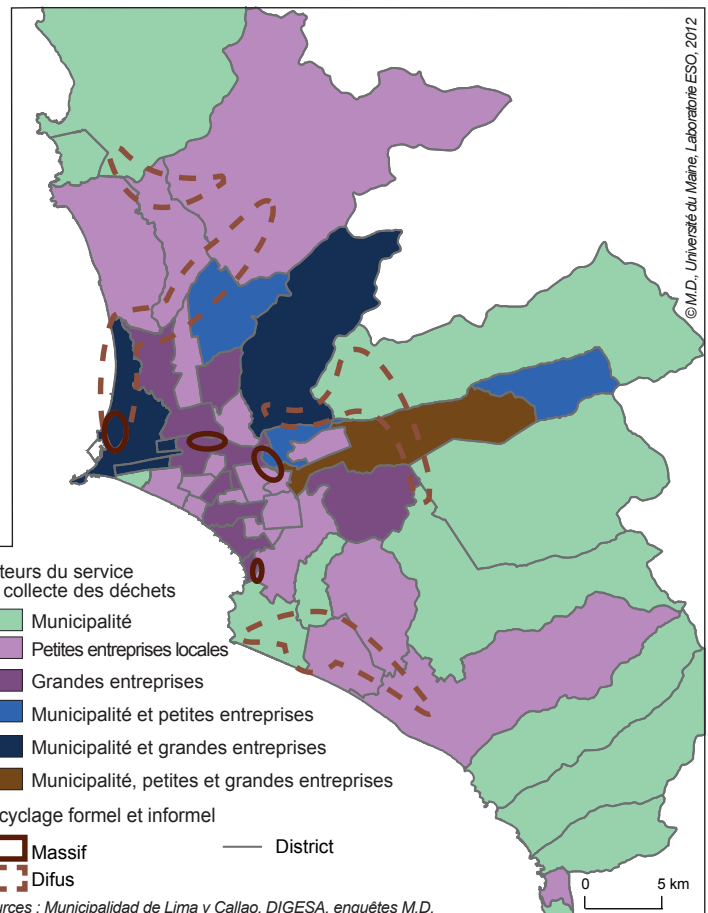 ©M.D., Université du Maine, Laboratorie ESO, 2012
teurs du service
collecte des déchets
Municipalité
Petites entreprises locales
Grandes entreprises
Municipalité et petites entreprises
Municipalité et grandes entreprises
Municipalité, petites et grandes entreprises
cyclage formel et informel
Massif
District
Difus
0 5 km
urces : Municipalidad de Lima y Callao, DIGESA, enquêtes M.D.